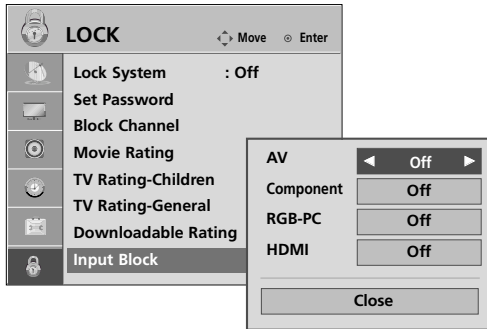 LOCK Move Enter
Lock System : Off
Set Password
Block Channel
Movie Rating
TV Rating-Children
TV Rating-General
Downloadable Rating
Input Block
AV Off
Component Off
RGB-PC Off
HDMI Off
Close